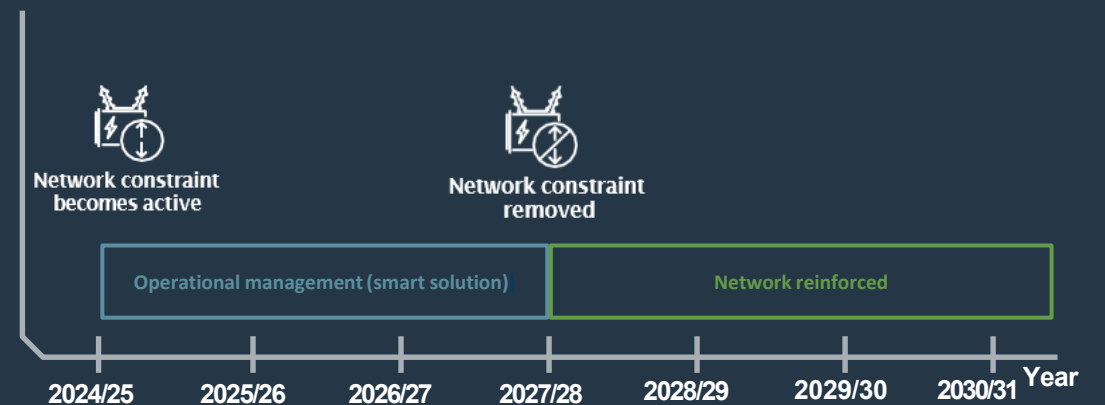 Network constraint
becomes active
Network constraint
removed
Operational management (smart solution)
Network reinforced
2024/25 2025/26 2026/27 2027/28 2028/29 2029/30 2030/31 Year